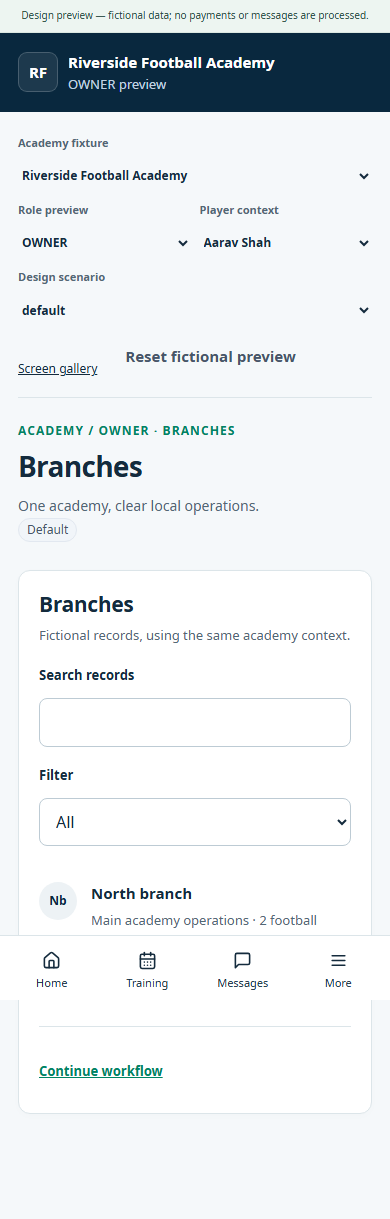 Design preview — fictional data; no payments or messages are processed.
RF
Riverside Football Academy
OWNER preview
Academy fixture
Riverside Football Academy
Role preview
Player context
OWNER
Aarav Shah
Design scenario
default
Screen gallery
Reset fictional preview
ACADEMY / OWNER · BRANCHES
Branches
One academy, clear local operations.
Default
Branches
Fictional records, using the same academy context.
Search records
Filter
All
Nb
North branch
Main academy operations · 2 football
Home
Training
Messages
More
Continue workflow